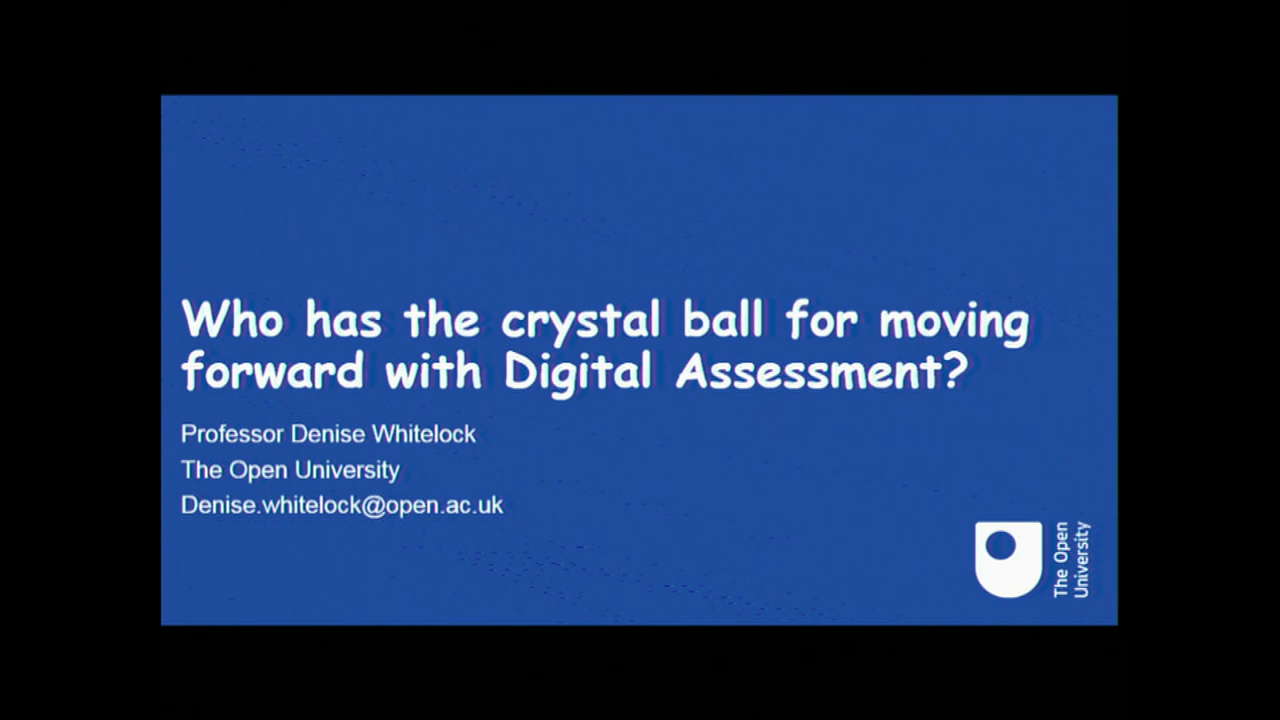 Who has the crystal ball for moving
forward with Digital Assessment?
Professor Denise Whitelock
The Open University
Denise.whitelock@open.ac.uk
The Open
University